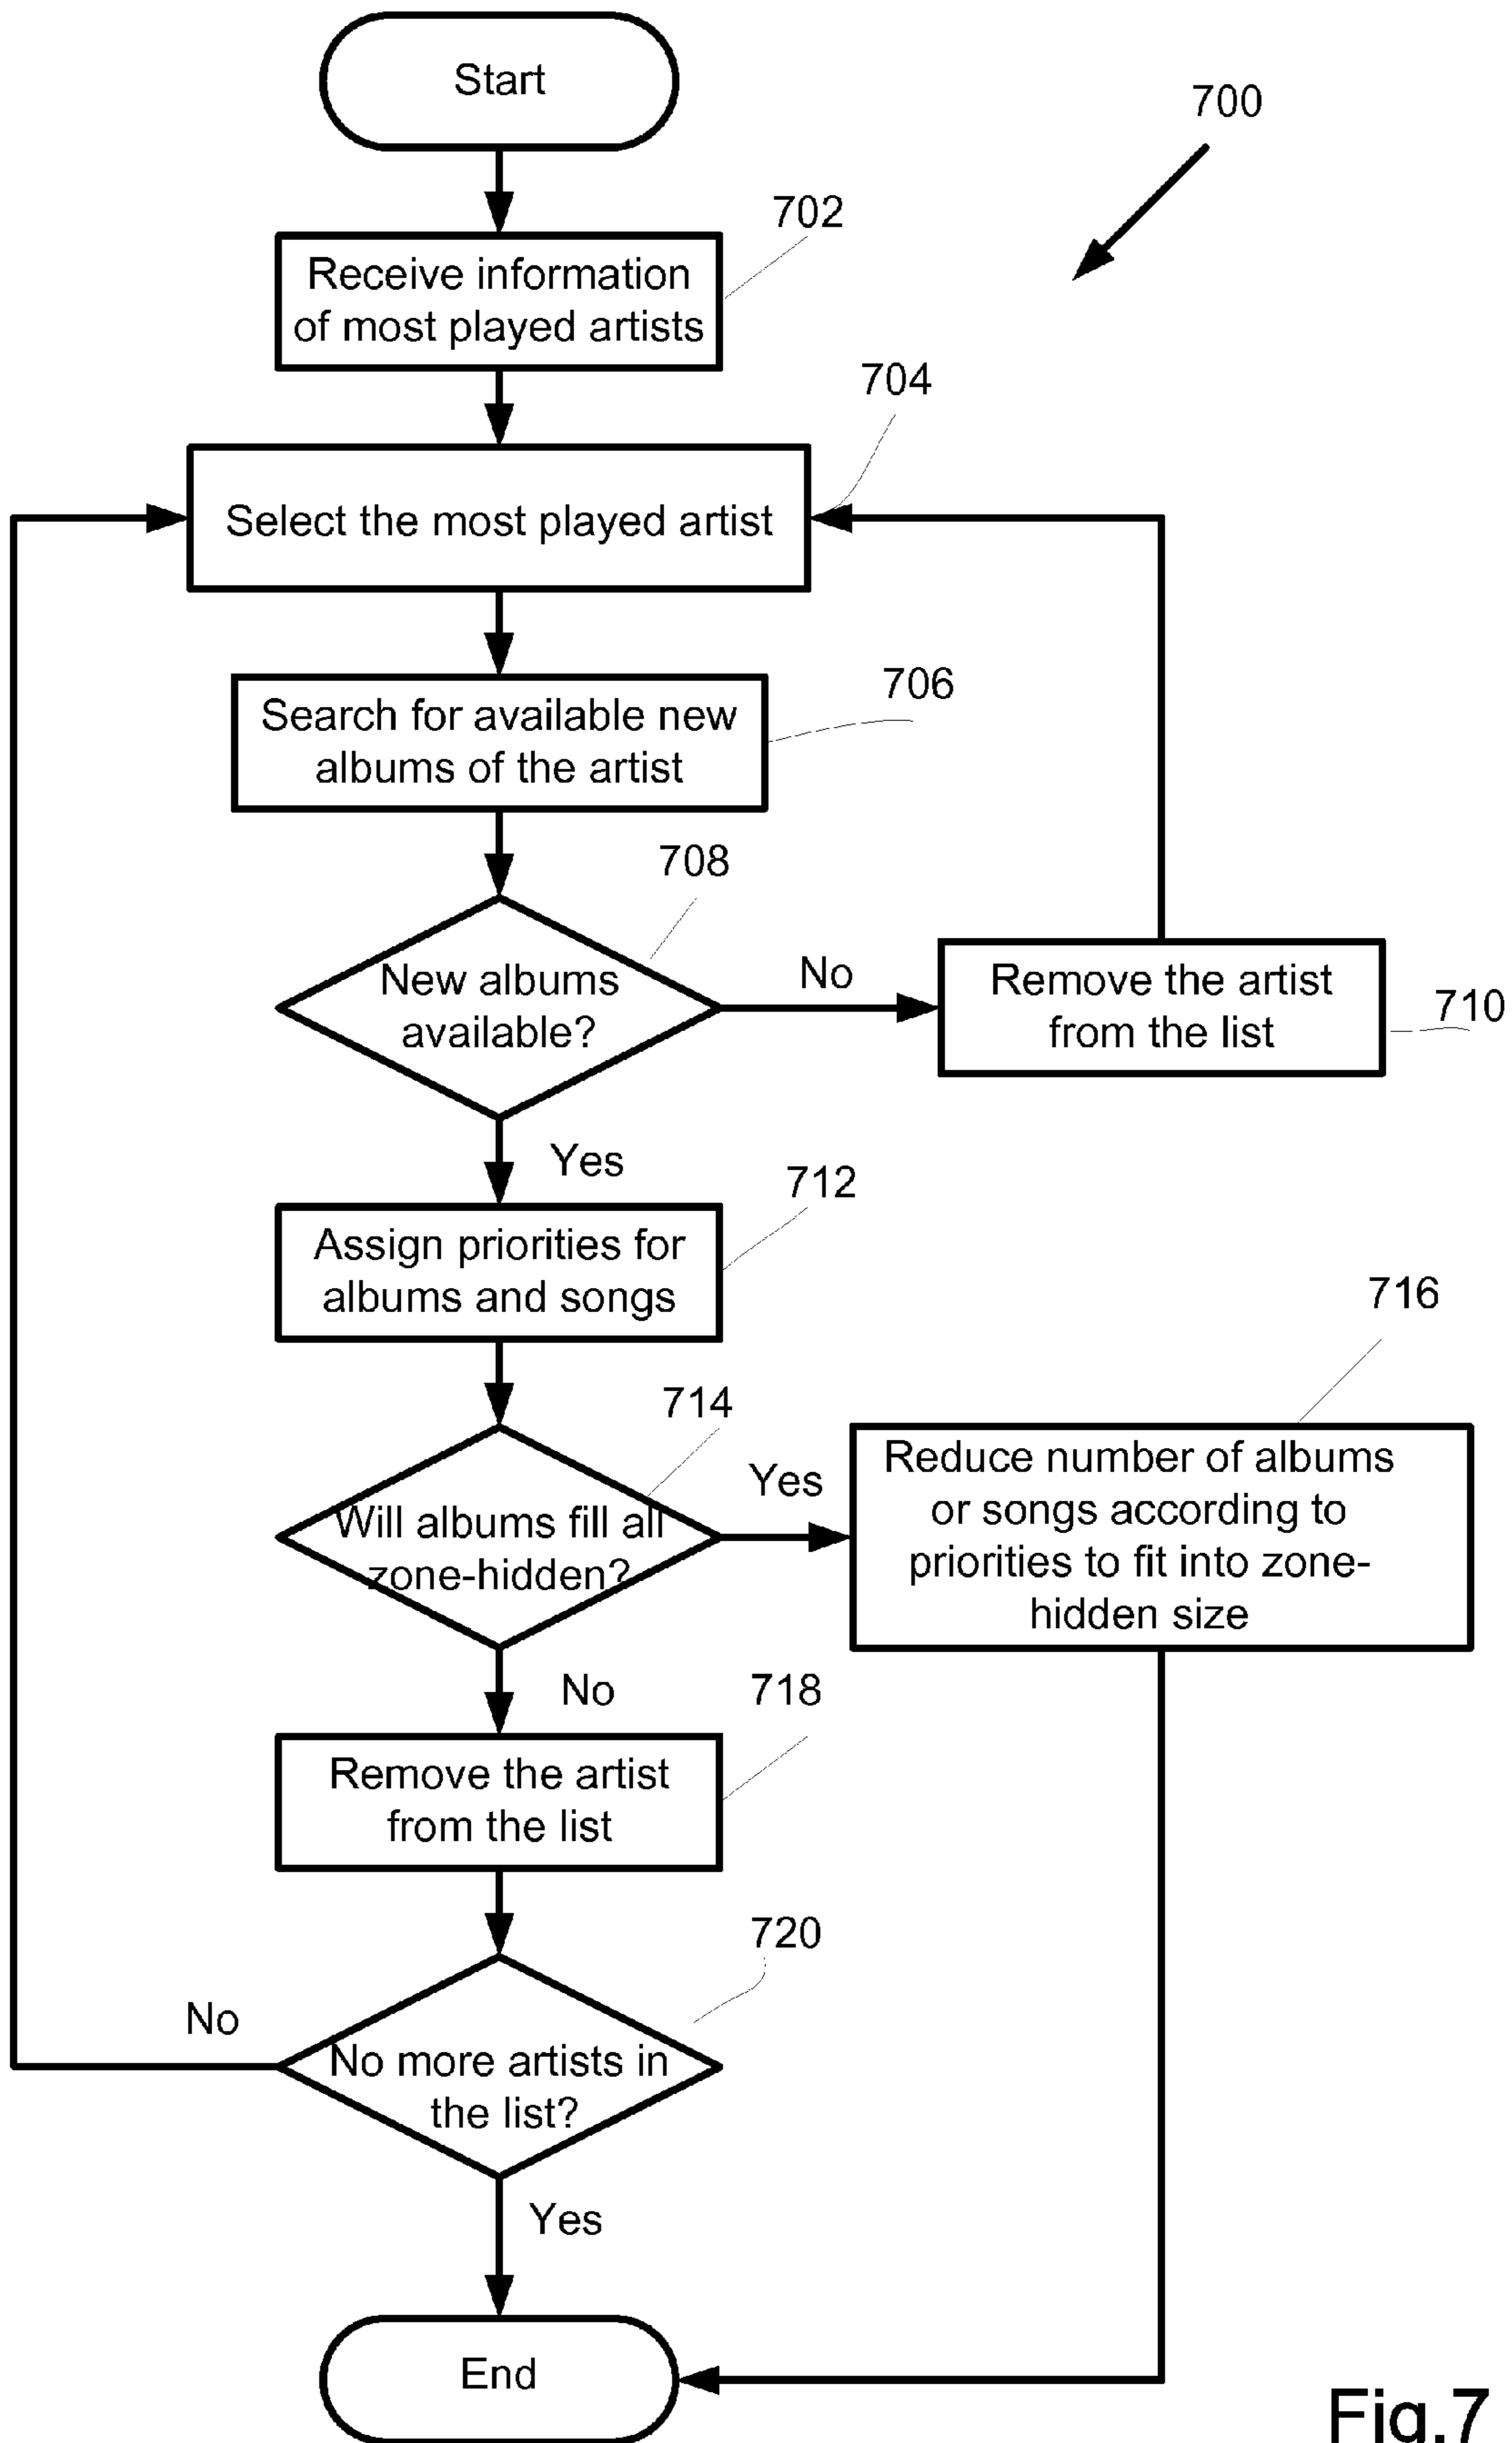 Start
700
702
Receive information
of most played artists
704
Select the most played artist
706
Search for available new
albums of the artist
708
New albums
available?
No
Remove the artist
from the list
710
Yes
712
Assign priorities for
albums and songs
716
714
Will albums fill all
zone-hidden?
Yes
Reduce number of albums
or songs according to
priorities to fit into zone-
hidden size
No
718
Remove the artist
from the list
720
No
No more artists in
the list?
Yes
End
Fig.7